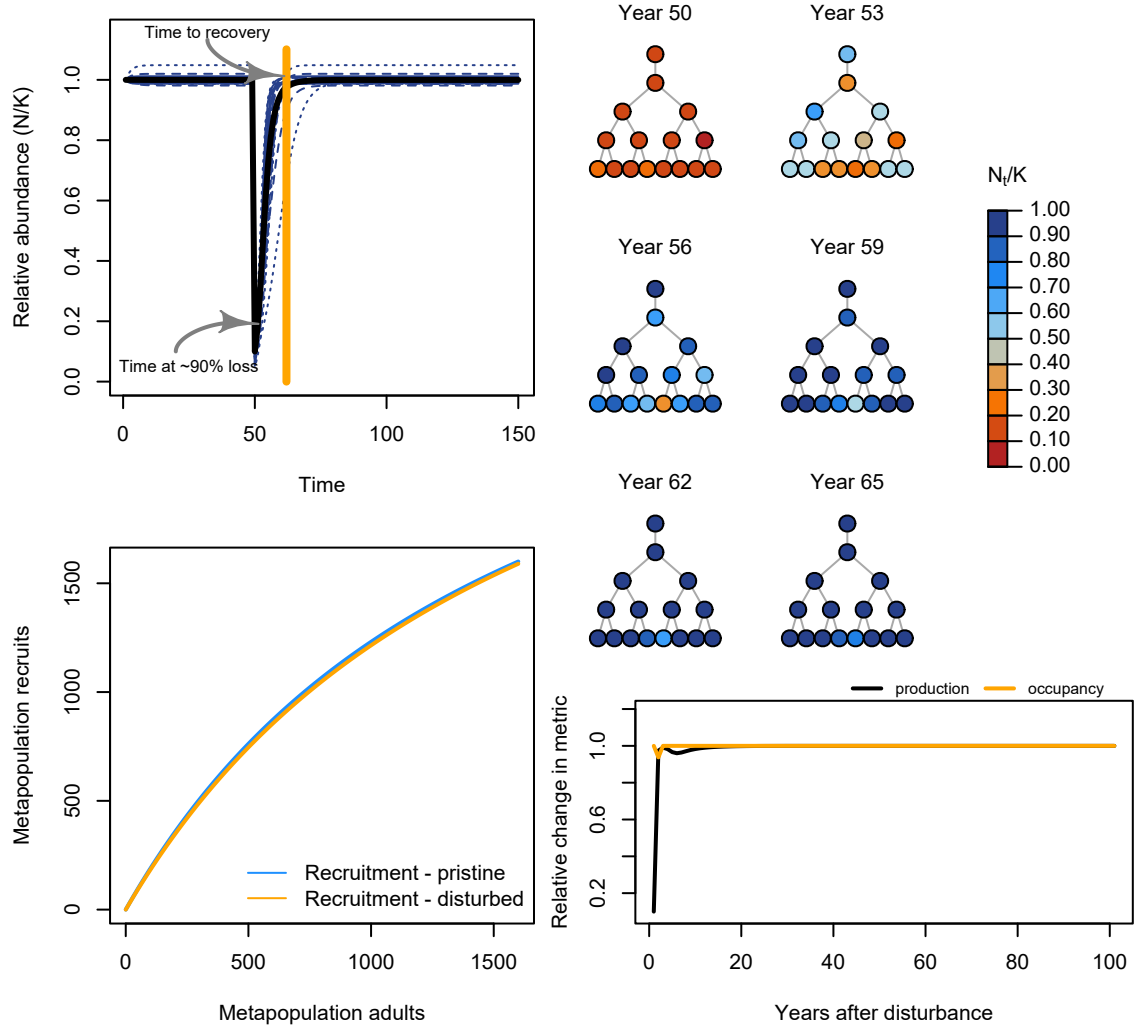 Time to recovery
Time at ~90% loss
Relative abundance (N/K)
0.0
0.2
0.4
0.6
0.8
1.0
0
50
100
150
Time
Year 50
Year 53
Year 56
Year 59
Year 62
Year 65
Nt/K
1.00
0.90
0.80
0.70
0.60
0.50
0.40
0.30
0.20
0.10
0.00
Metapopulation recruits
0
500
1000
1500
Recruitment - pristine
Recruitment - disturbed
0
500
1000
1500
Metapopulation adults
production
occupancy
Relative change in metric
0.2
0.6
1.0
0
20
40
60
80
100
Years after disturbance